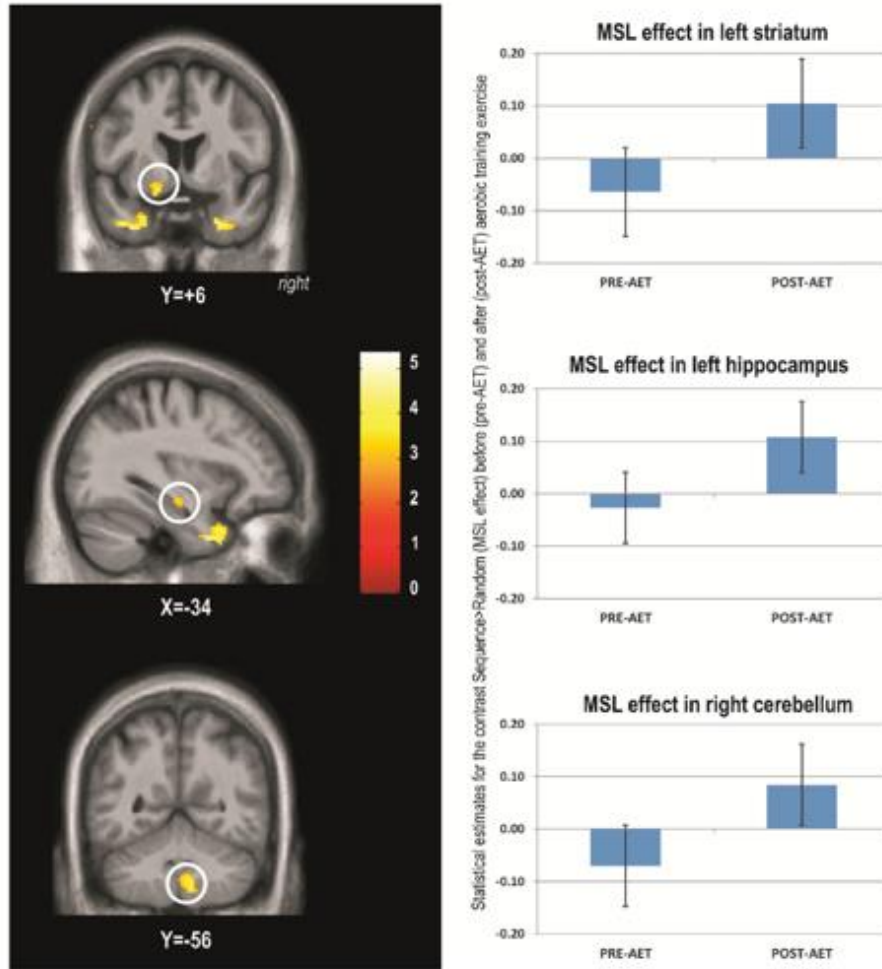 Y=+6
right
X=-34
5
4
3
2
1
0
Y=-56
Statistical estimates for the contrast Sequence>Random (MSL effect) before (pre-AET) and after (post-AET) aerobic training exercise
MSL effect in left striatum
0.20
0.10
0.00
-0.10
-0.20
PRE-AET POST-AET
MSL effect in left hippocampus
0.20
0.10
0.00
-0.10
-0.20
PRE-AET POST-AET
MSL effect in right cerebellum
0.20
0.10
0.00
-0.10
-0.20
PRE-AET POST-AET